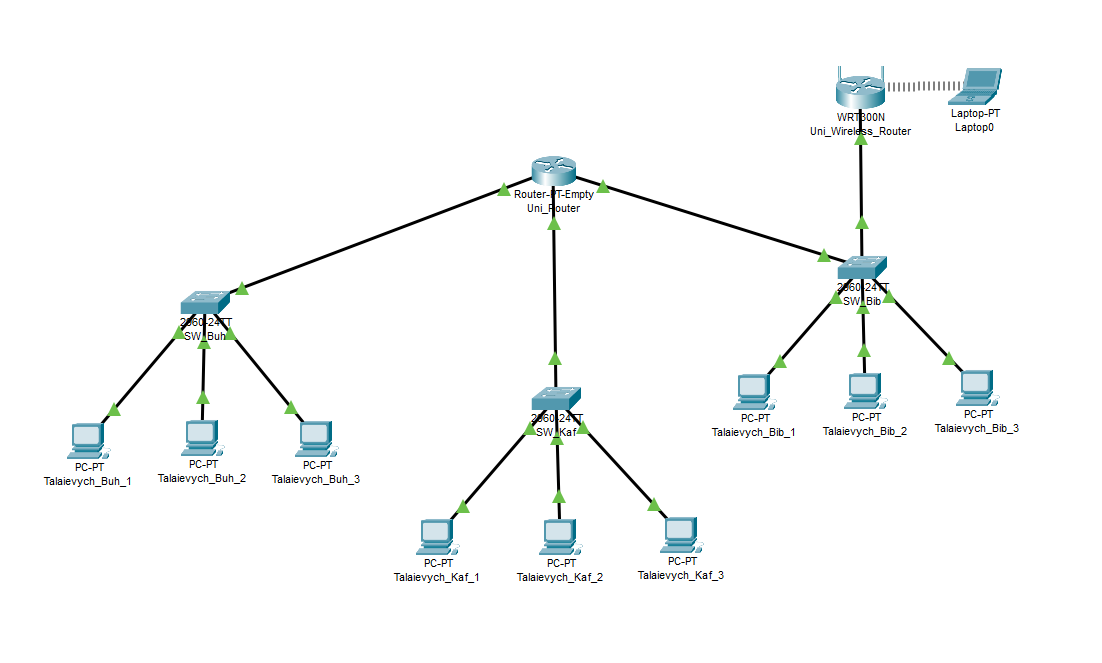 WRT300N
Uni_Wireless_Router
Laptop-PT
Laptop0
Router-PT-Empty
Uni_Router
2960-24TT
SW_Buh
2960-24TT
SW_Bib
2960-24TT
SW_Kaf
PC-PT
Talaievych_Bib_1
PC-PT
Talaievych_Bib_2
PC-PT
Talaievych_Bib_3
PC-PT
Talaievych_Buh_1
PC-PT
Talaievych_Buh_2
PC-PT
Talaievych_Buh_3
PC-PT
Talaievych_Kaf_1
PC-PT
Talaievych_Kaf_2
PC-PT
Talaievych_Kaf_3